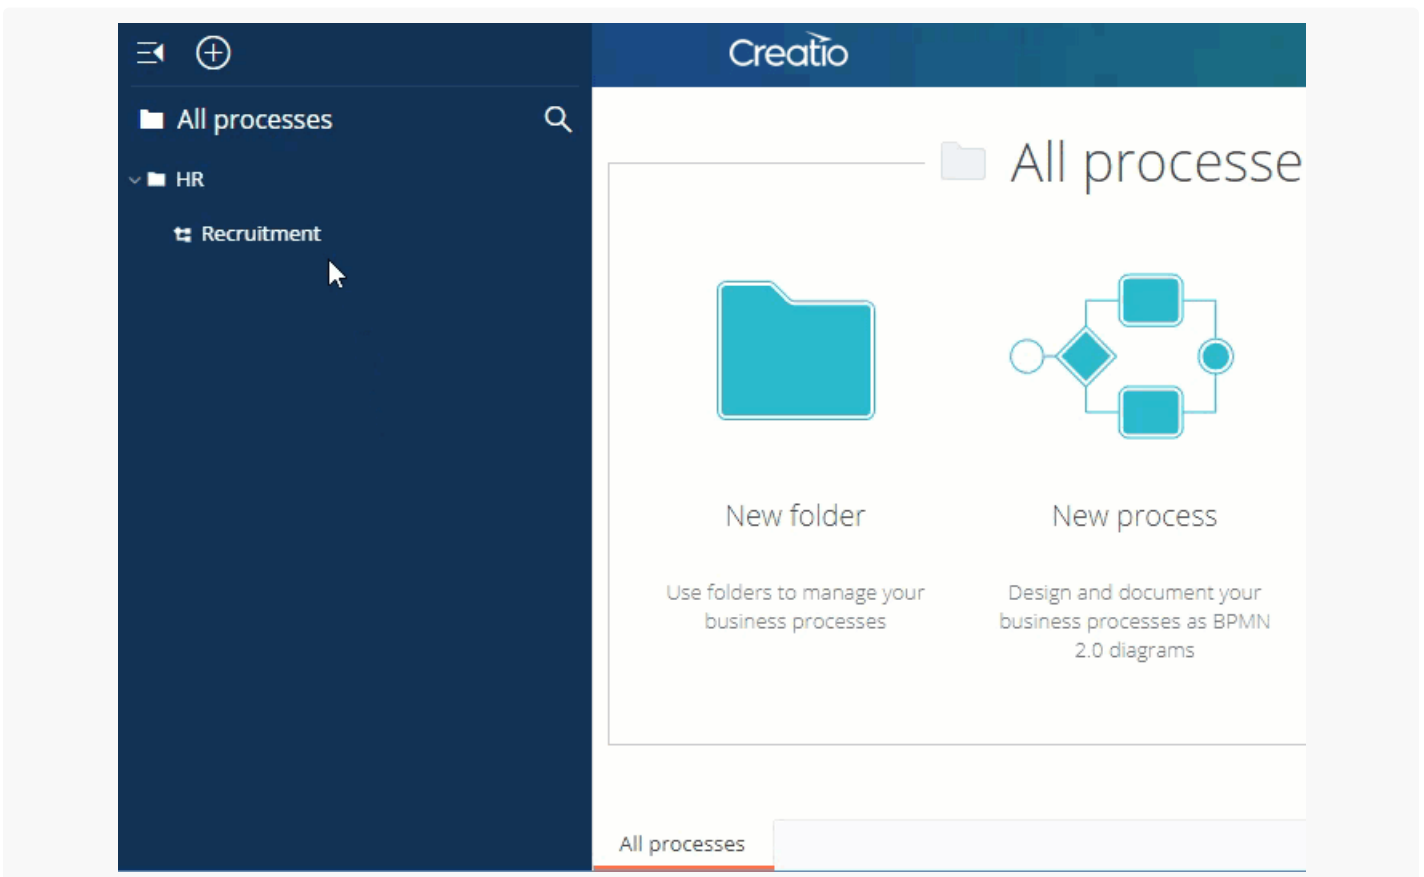 Creatio
All processes
HR
Recruitment
All processe
New folder
Use folders to manage your
business processes
New process
Design and document your
business processes as BPMN
2.0 diagrams
All processes